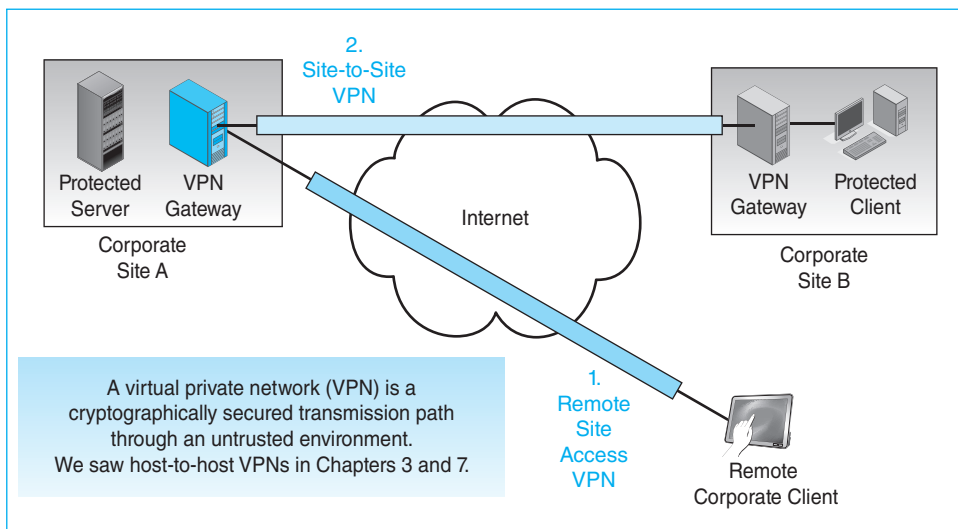 2.
Site-to-Site
VPN
Protected
Server
VPN
Gateway
Corporate
Site A
Internet
VPN
Gateway
Protected
Client
Corporate
Site B
A virtual private network (VPN) is a
cryptographically secured transmission path
through an untrusted environment.
We saw host-to-host VPNs in Chapters 3 and 7.
1.
Remote
Site
Access
VPN
Remote
Corporate Client